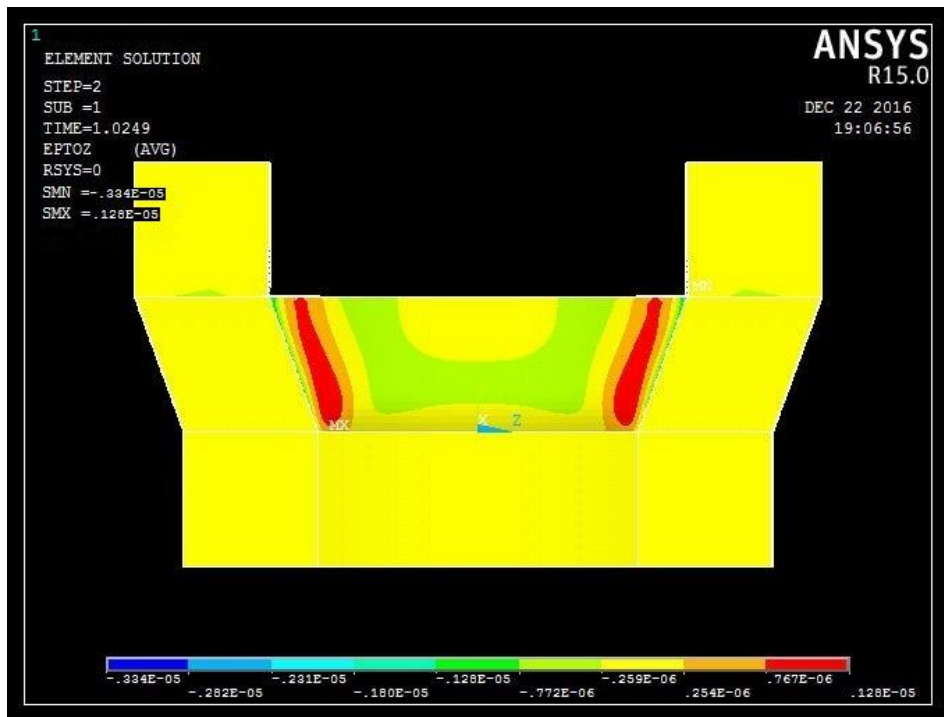 1
ELEMENT SOLUTION
STEP=2
SUB =1
TIME=1.0249
EPTOZ (AVG)
RSYS=0
SMN =-.334E-05
SMX =.128E-05
ANSYS
R15.0
DEC 22 2016
19:06:56
MN
MX
X
Z
-.334E-05
-.282E-05
-.231E-05
-.180E-05
-.128E-05
-.772E-06
-.259E-06
.254E-06
.767E-06
.128E-05